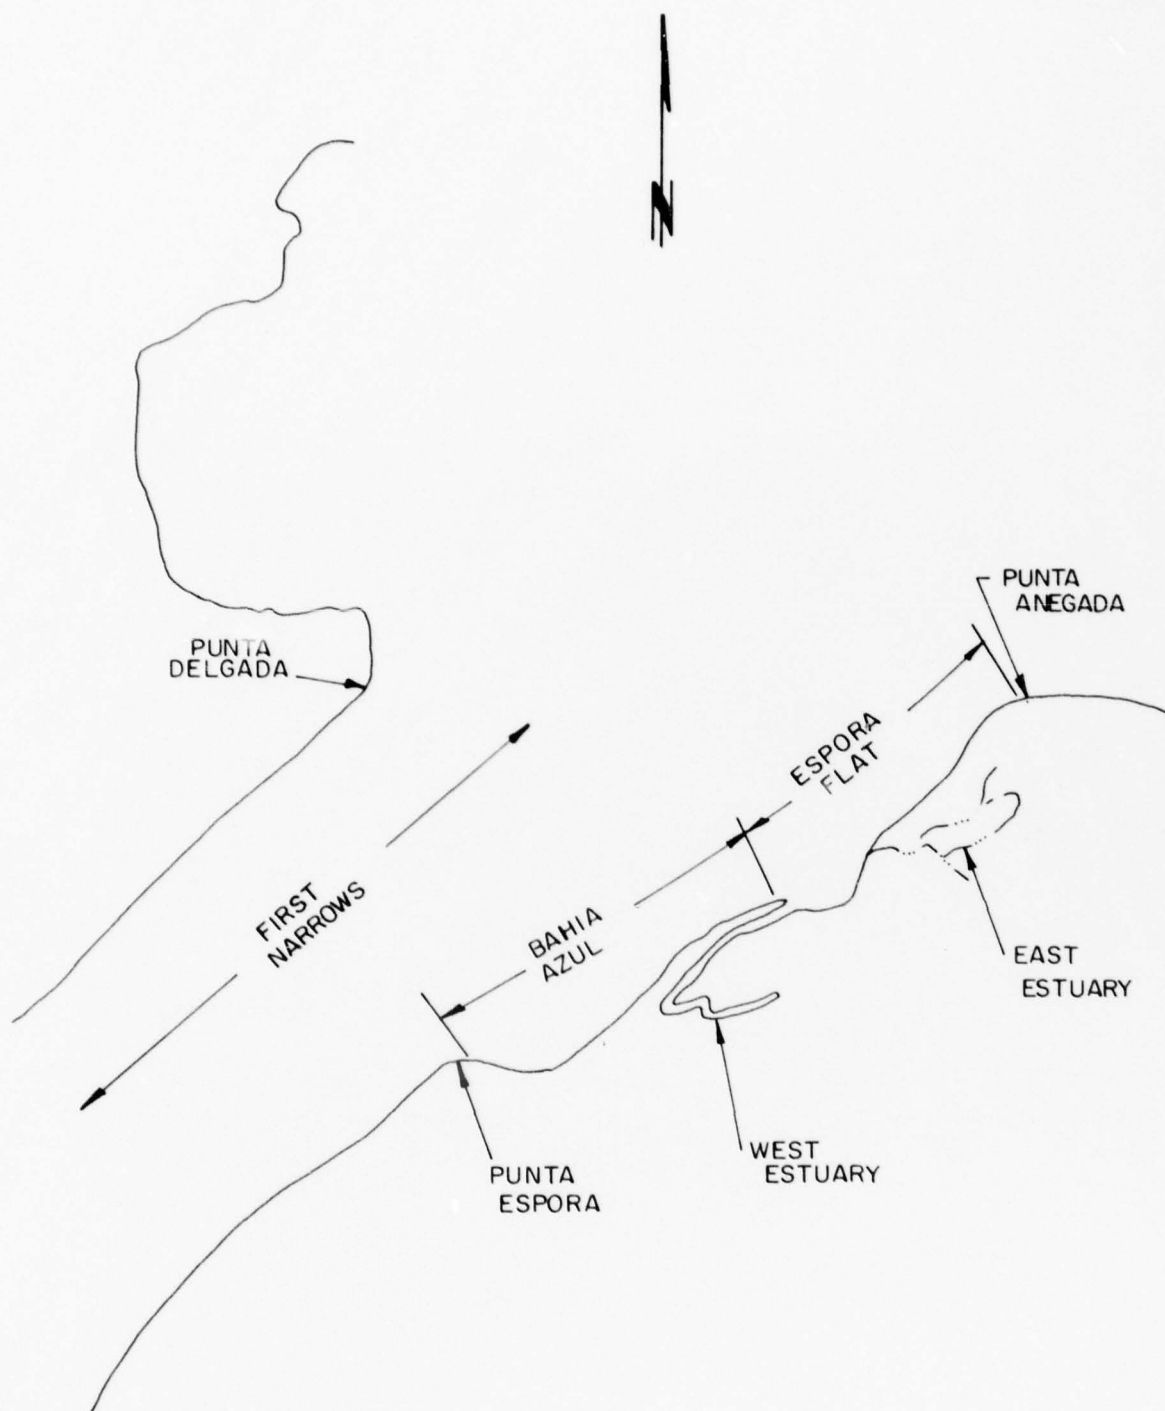 N
PUNTA
ANEGADA
PUNTA
DELGADA
ESPORA
FLAT
FIRST
NARROWS
BAHIA
AZUL
EAST
ESTUARY
WEST
ESTUARY
PUNTA
ESPORA